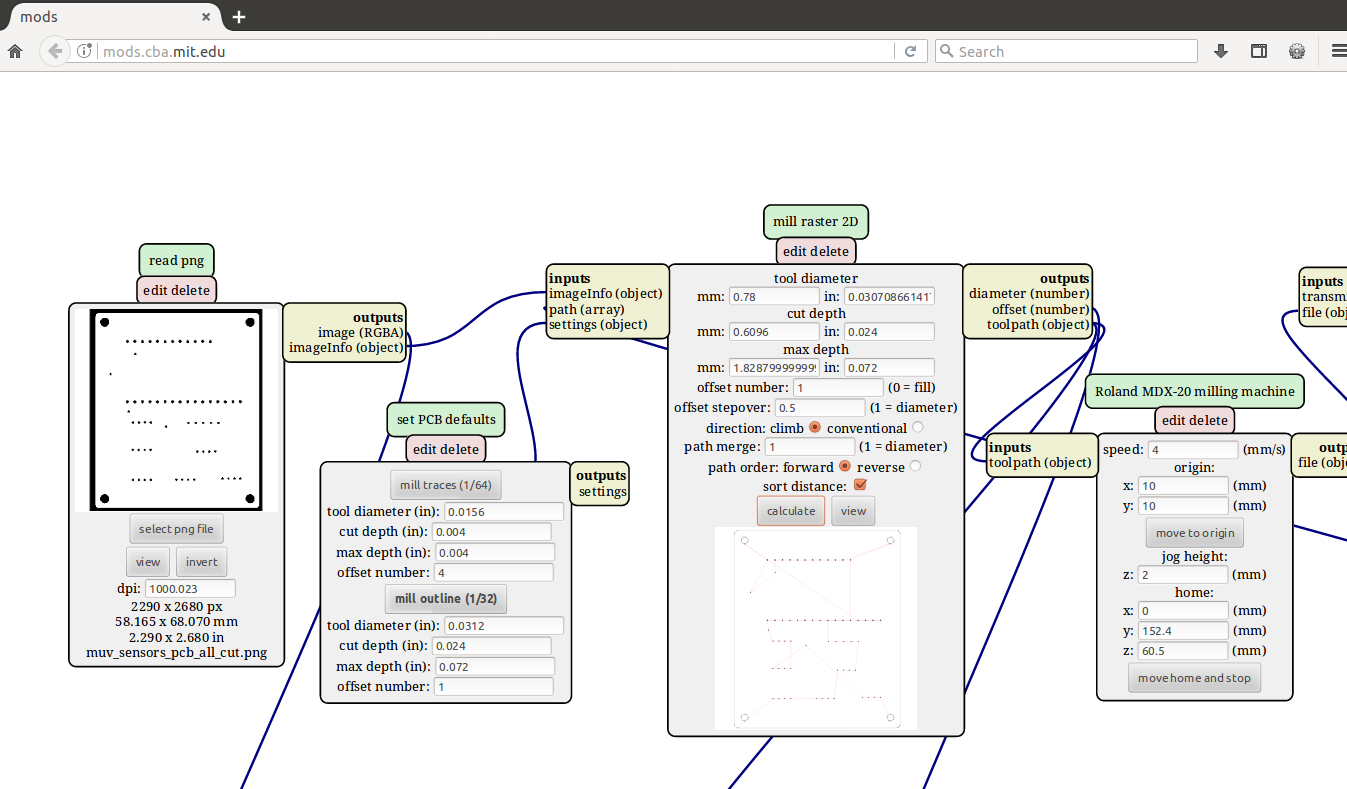 mods
mods.cba.mit.edu
Search
read png
edit delete
outputs
image (RGBA)
imageInfo (object)
select png file
view
invert
dpi: 1000.023
2290 x 2680 px
58.165 x 68.070 mm
2.290 x 2.680 in
muv_sensors_pcb_all_cut.png
set PCB defaults
edit delete
outputs
settings
mill traces (1/64)
tool diameter (in): 0.0156
cut depth (in): 0.004
max depth (in): 0.004
offset number: 4
mill outline (1/32)
tool diameter (in): 0.0312
cut depth (in): 0.024
max depth (in): 0.072
offset number: 1
mill raster 2D
edit delete
inputs
imageInfo (object)
path (array)
settings (object)
tool diameter
mm: 0.78 in: 0.03070866141
cut depth
mm: 0.6096 in: 0.024
max depth
mm: 1.8287999999 in: 0.072
offset number: 1 (0 = fill)
offset stepover: 0.5 (1 = diameter)
direction: climb conventional
path merge: 1 (1 = diameter)
path order: forward reverse
sort distance:
calculate
view
outputs
diameter (number)
offset (number)
toolpath (object)
Roland MDX-20 milling machine
edit delete
inputs
toolpath (object)
speed: 4 (mm/s)
origin:
x: 10 (mm)
y: 10 (mm)
move to origin
jog height:
z: 2 (mm)
home:
x: 0 (mm)
y: 152.4 (mm)
z: 60.5 (mm)
move home and stop
outp
file (obj
inputs
transm
file (obj